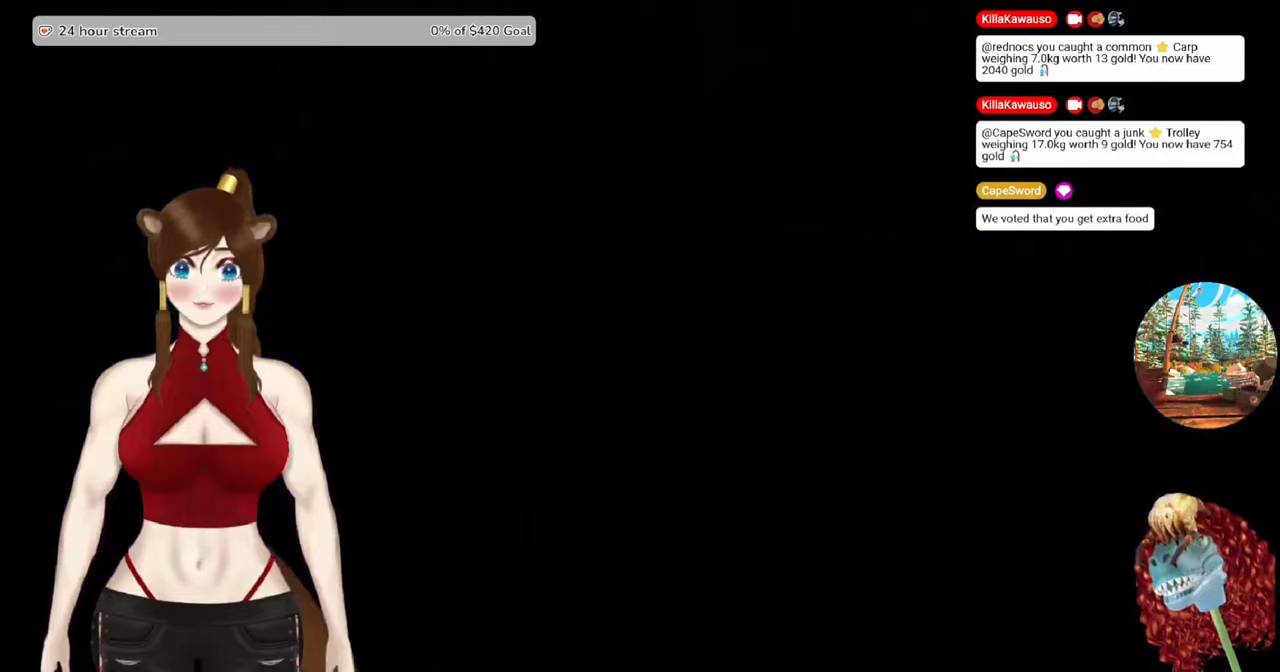 24 hour stream 0% of $420 Goal
KillaKawauso
@rednocs you caught a common ⭐ Carp
weighing 7.0kg worth 13 gold! You now have
2040 gold 🎣
KillaKawauso
@CapeSword you caught a junk ⭐ Trolley
weighing 17.0kg worth 9 gold! You now have 754
gold 🎣
CapeSword
We voted that you get extra food